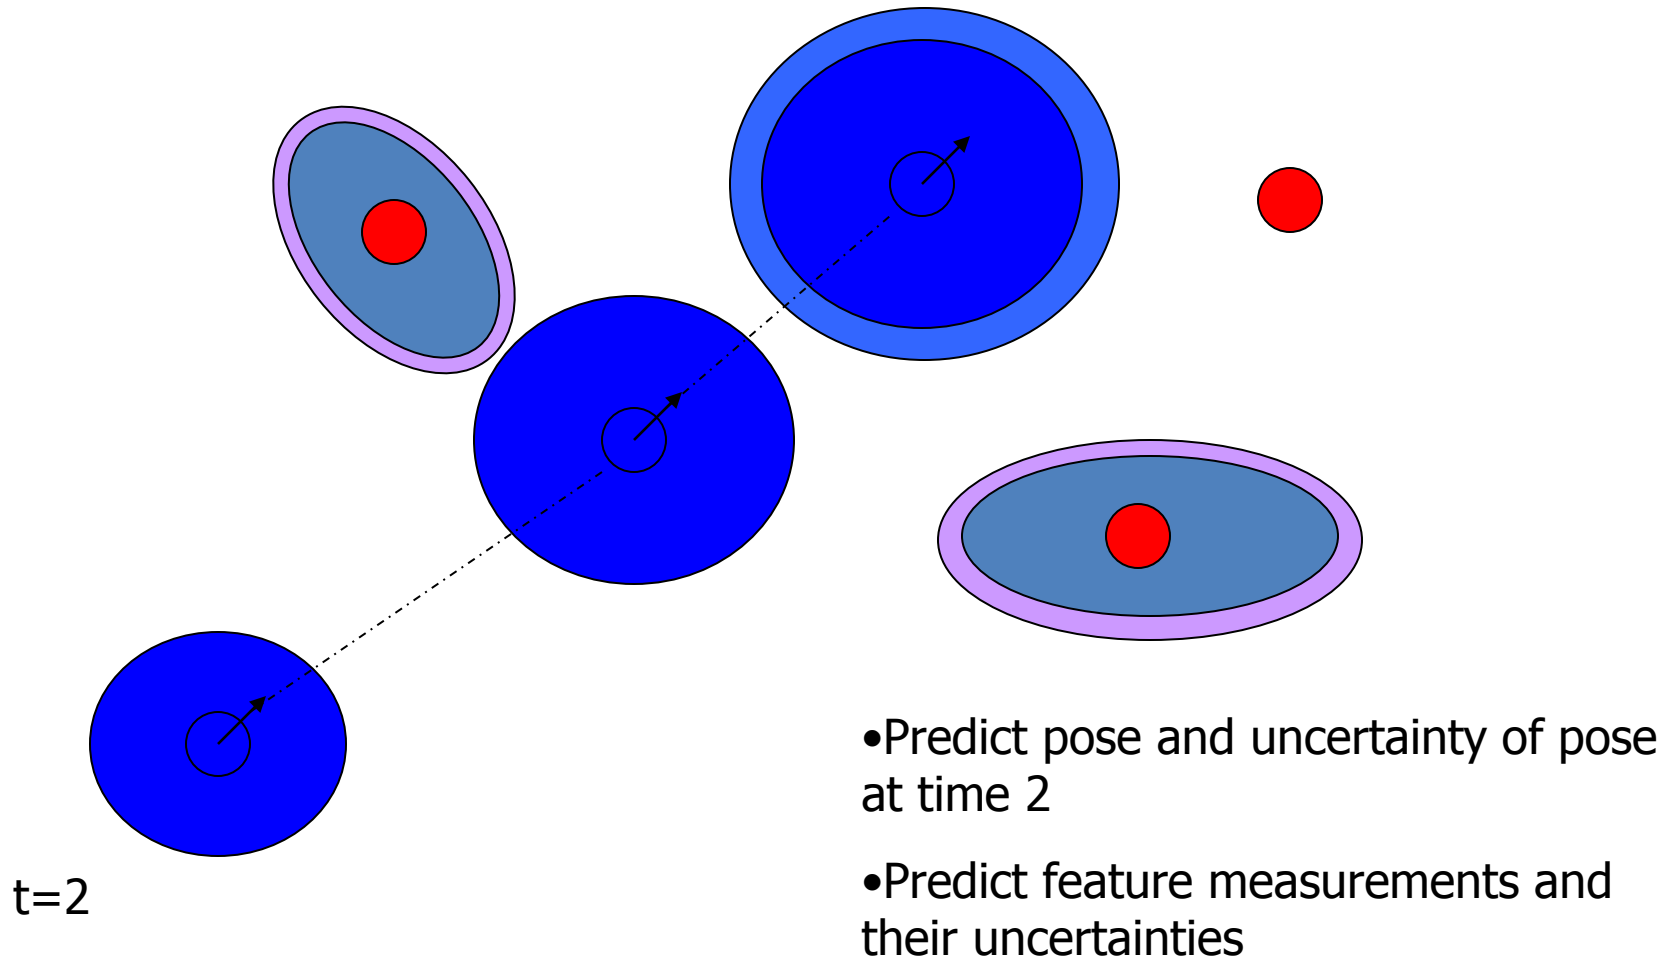 •Predict pose and uncertainty of pose
at time 2
•Predict feature measurements and
their uncertainties
t=2